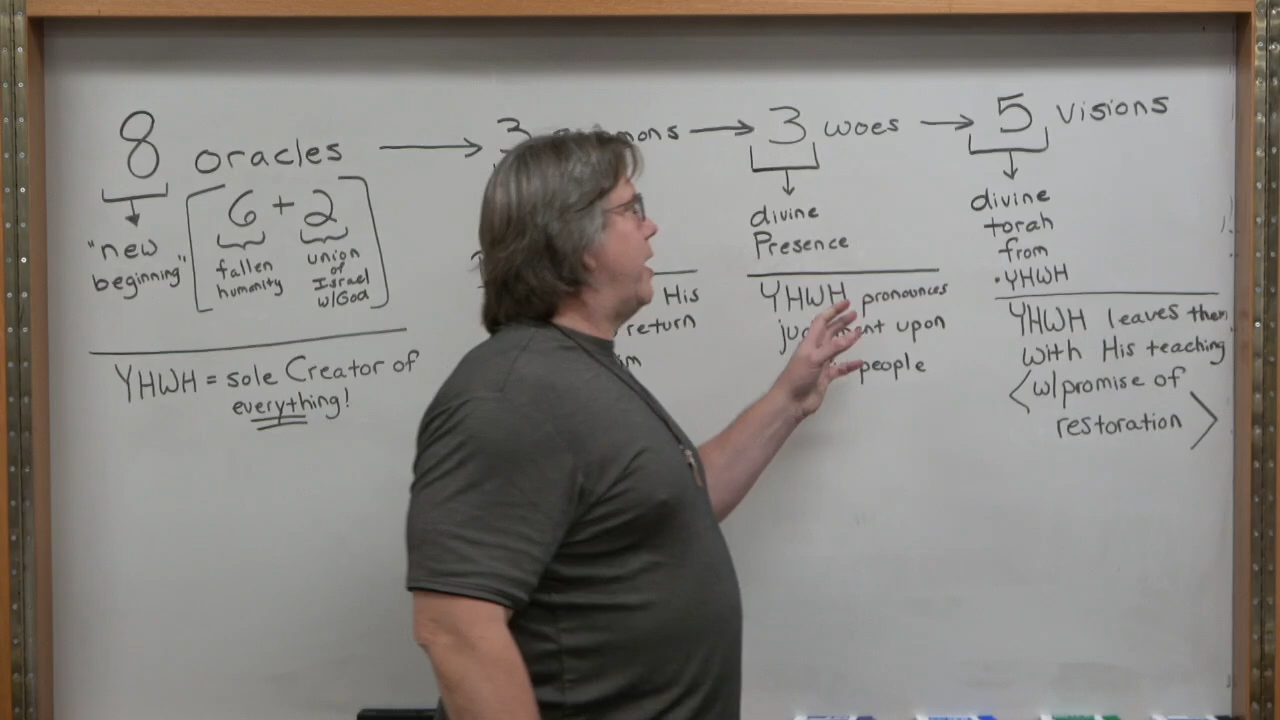 8 oracles → 3 → 3 woes → 5 visions
"new
beginning"
[6 + 2]
fallen
humanity
union
of
Israel
w/God
YHWH = sole Creator of
everything!
His
return
divine
Presence
YHWH pronounces
upon
people
divine
torah
from
•YHWH
YHWH leaves them
with His teaching
<w/promise of
restoration>